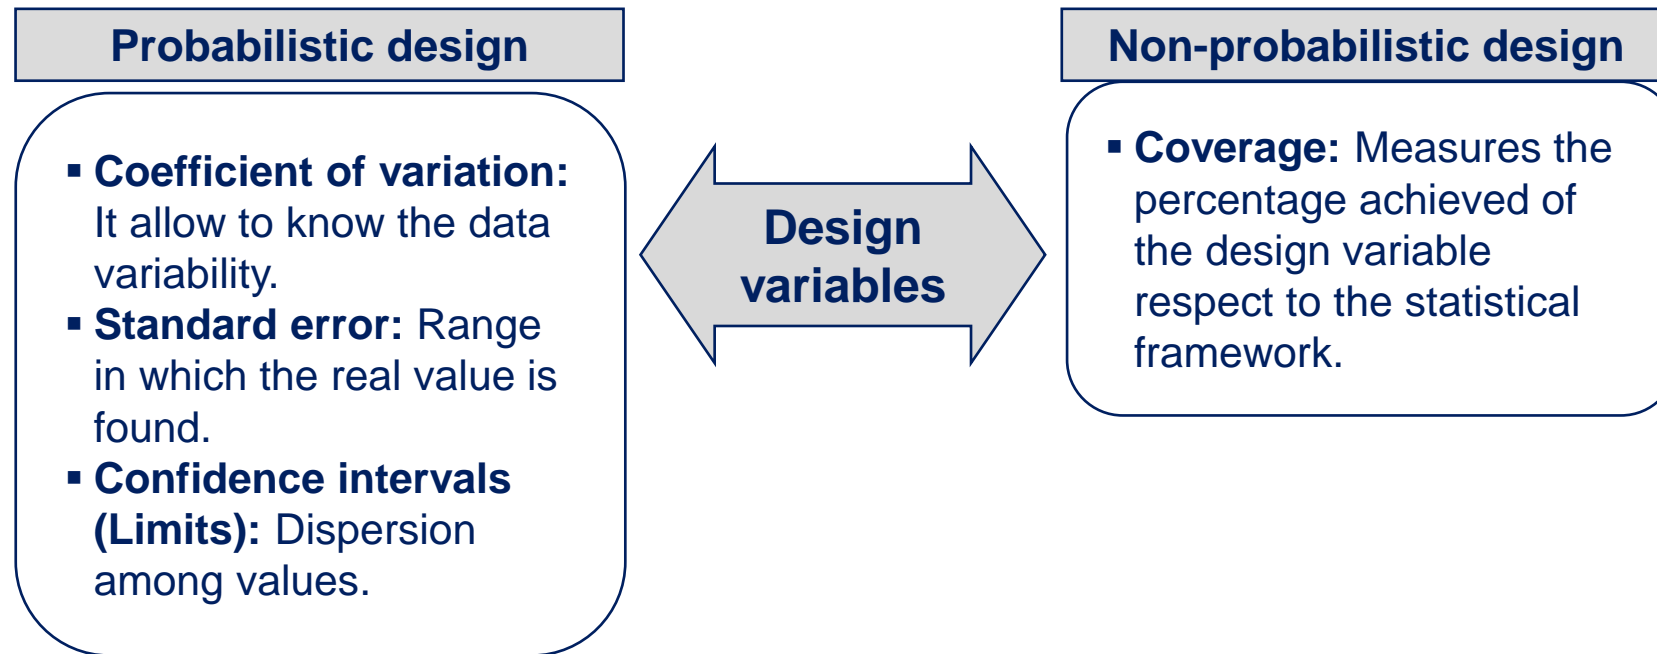 Probabilistic design
▪ Coefficient of variation:
It allow to know the data
variability.
▪ Standard error: Range
in which the real value is
found.
▪ Confidence intervals
(Limits): Dispersion
among values.
Design
variables
Non-probabilistic design
▪ Coverage: Measures the
percentage achieved of
the design variable
respect to the statistical
framework.